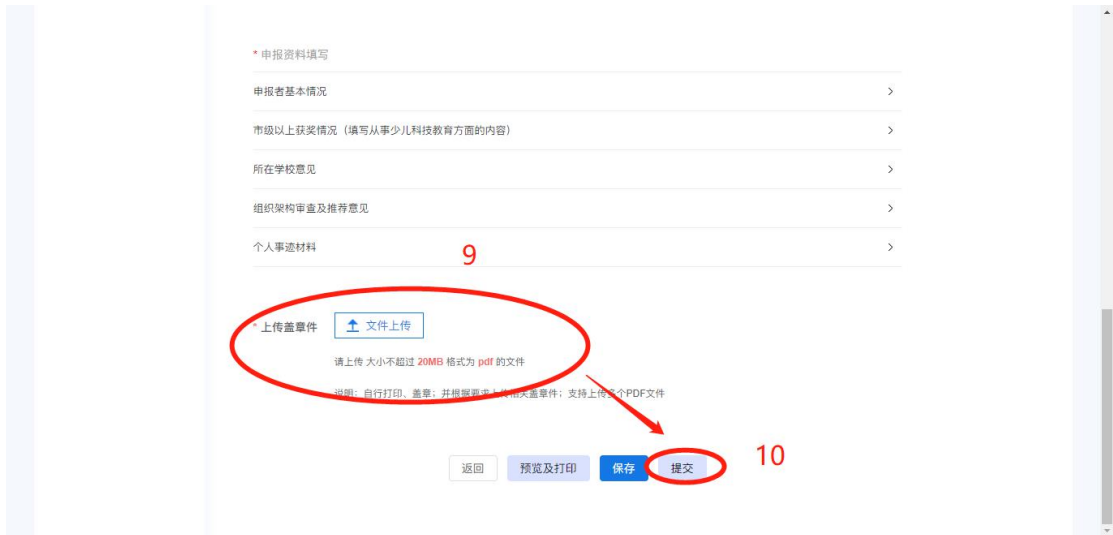 * 申报资料填写
申报者基本情况
市级以上获奖情况（填写从事少儿科技教育方面的内容）
所在学校意见
组织架构审查及推荐意见
个人事迹材料
9
* 上传盖章件 文件上传
请上传 大小不超过 20MB 格式为 pdf 的文件
说明：自行打印、盖章；并根据要求上传相关盖章件；支持上传多个PDF文件
10
返回 预览及打印 保存 提交